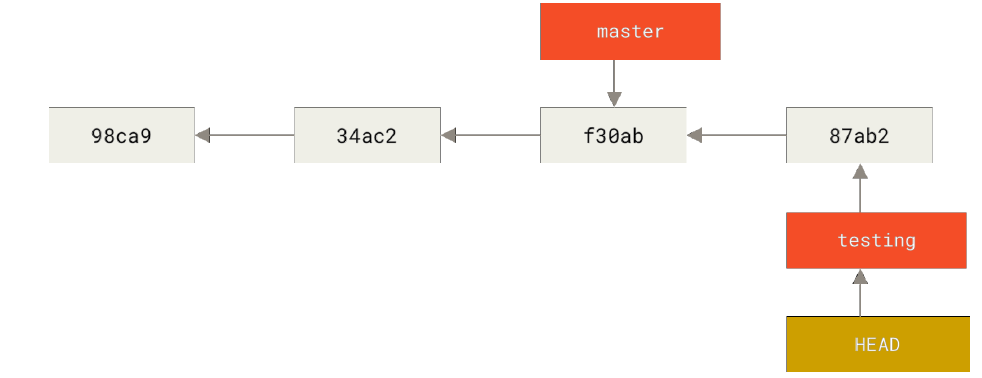 master
98ca9
34ac2
f30ab
87ab2
testing
HEAD